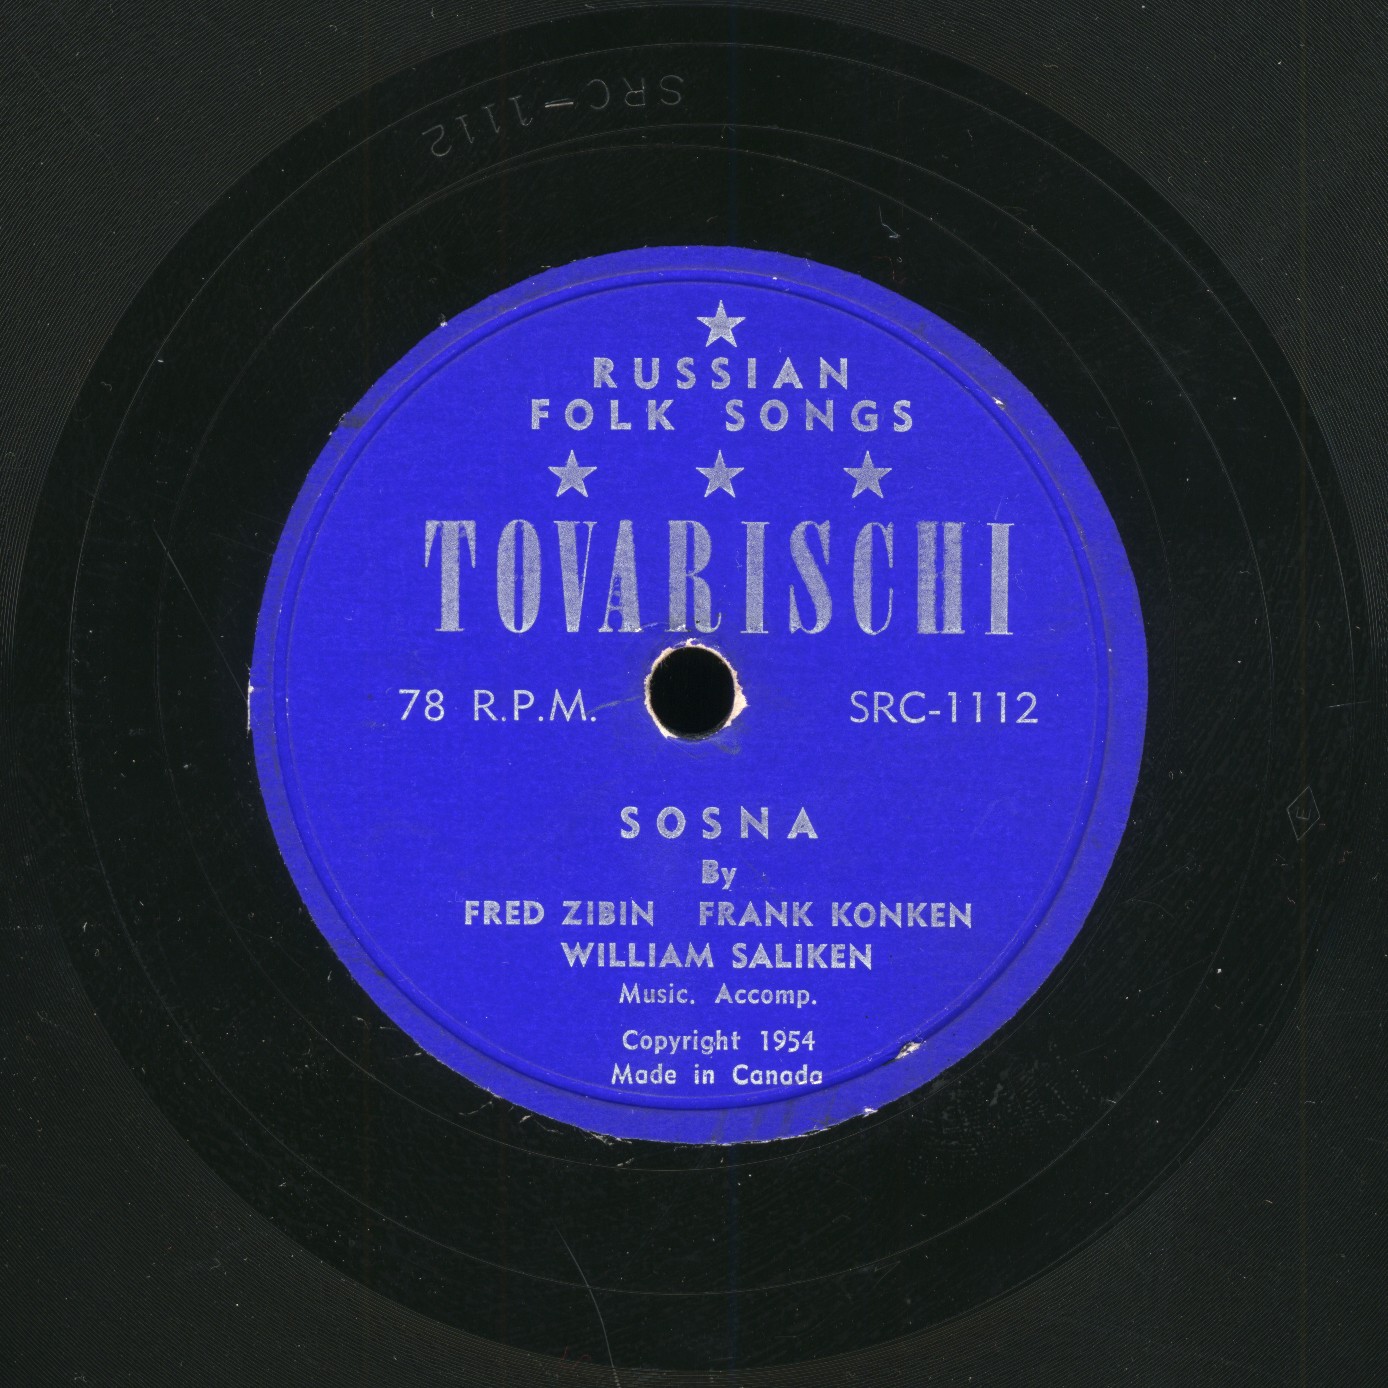 SRC-1112
RUSSIAN
FOLK SONGS
TOVARISCHI
78 R.P.M. SRC-1112
SOSNA
By
FRED ZIBIN FRANK KONKEN
WILLIAM SALIKEN
Music. Accomp.
Copyright 1954
Made in Canada